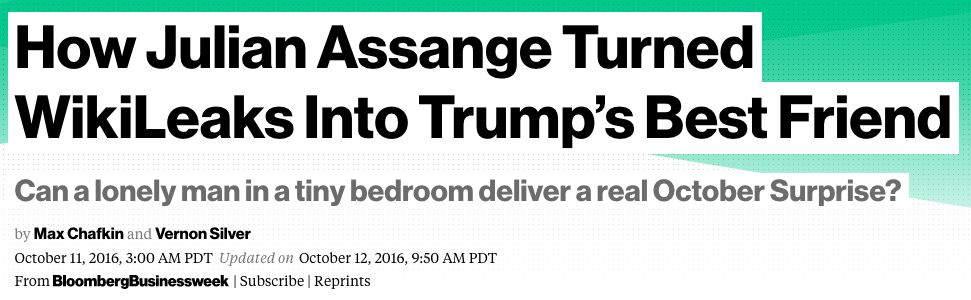 How Julian Assange Turned
WikiLeaks Into Trump’s Best Friend
Can a lonely man in a tiny bedroom deliver a real October Surprise?
by Max Chafkin and Vernon Silver
October 11, 2016, 3:00 AM PDT Updated on October 12, 2016, 9:50 AM PDT
From BloombergBusinessweek | Subscribe | Reprints